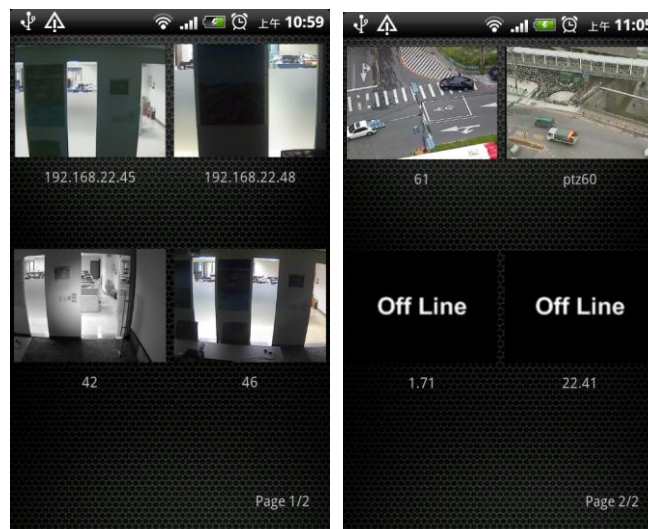 上午 10:59
192.168.22.45 192.168.22.48
42 46
Page 1/2
上午 11:05
61 ptz60
Off Line Off Line
1.71 22.41
Page 2/2